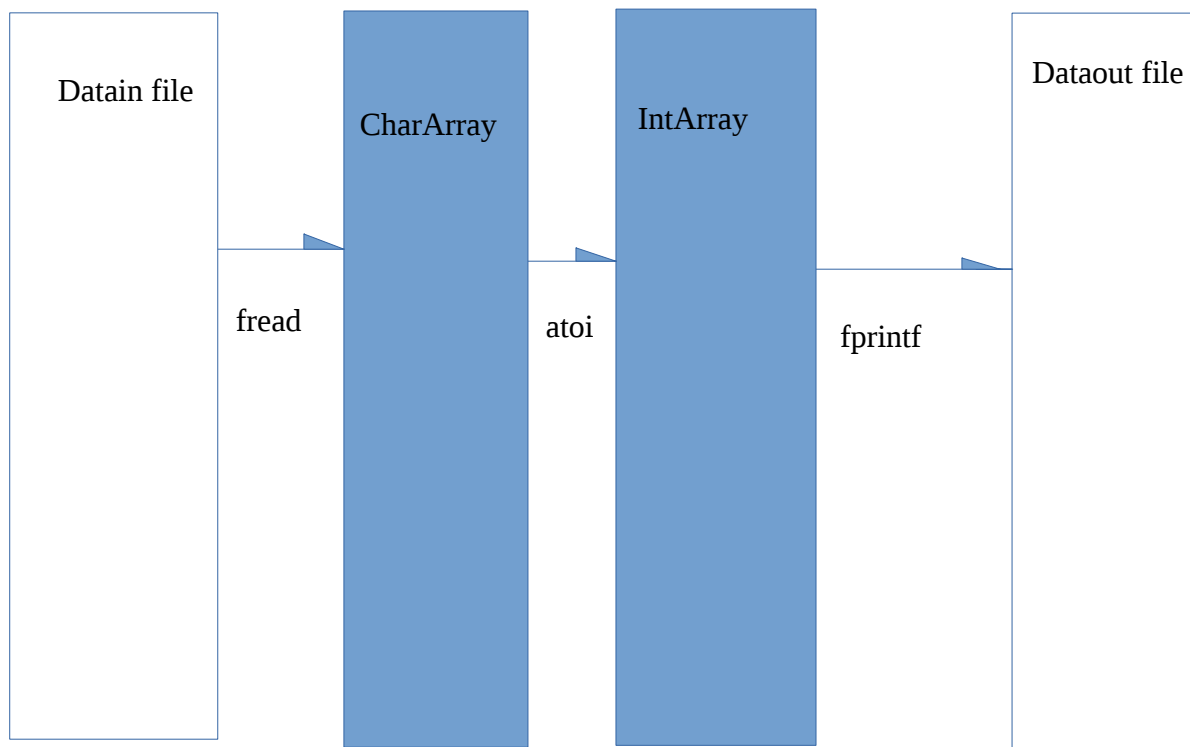 Datain file
CharArray
IntArray
Dataout file
fread
atoi
fprintf